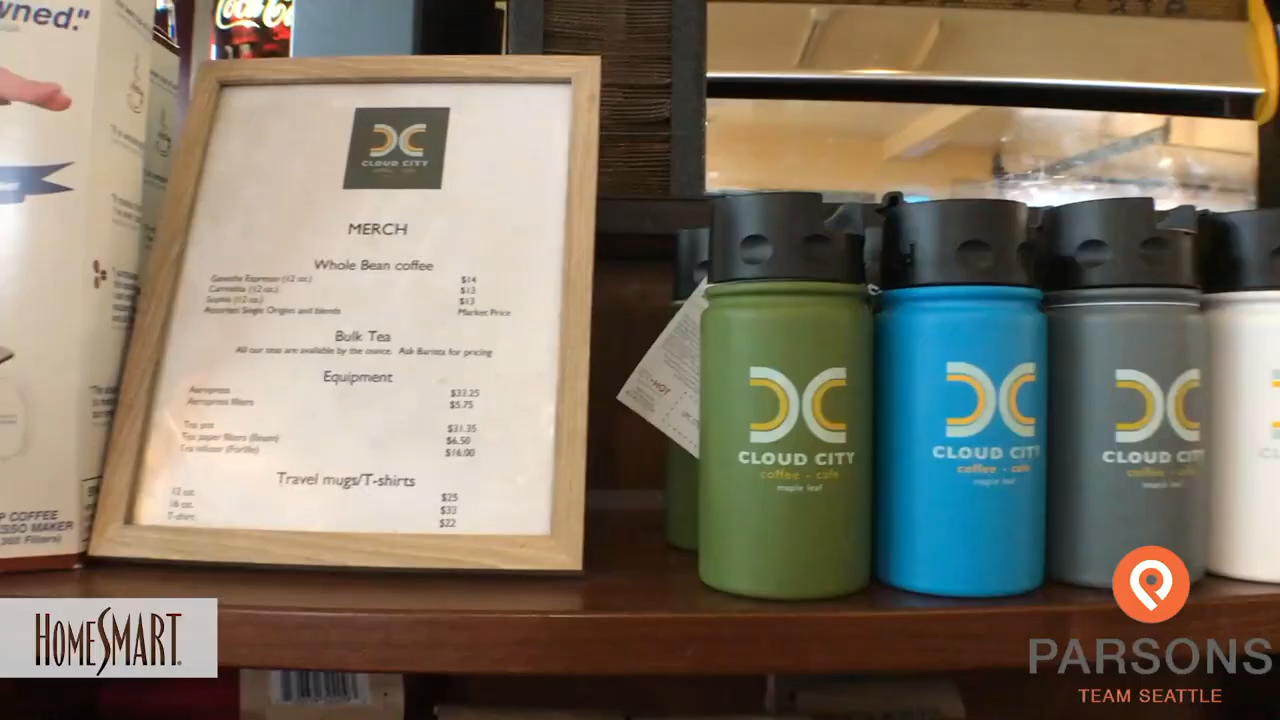 wned."
Coca-Cola
CLOUD CITY
MERCH
Whole Bean coffee
(12 oz.) $14
Carmelita (12 oz.) $13
Sophia (12 oz.) $13
Assorted Single Origins and blends Market Price
Bulk Tea
All our teas are available by the ounce. Ask Barista for pricing
Equipment
Aeropress $33.25
Aeropress filters $5.75
Tea pot $31.35
Tea paper filters (Finum) $6.50
Tea infuser (Forlife) $16.00
Travel mugs/T-shirts
12 oz. $25
16 oz. $33
T-shirt $22
P COFFEE
ESSO MAKER
Filters)
HOT
CLOUD CITY
coffee - cafe
maple leaf
CLOUD CITY
coffee - cafe
maple leaf
CLOUD CITY
coffee - cafe
maple leaf
C
HOMESMART.
PARSONS
TEAM SEATTLE